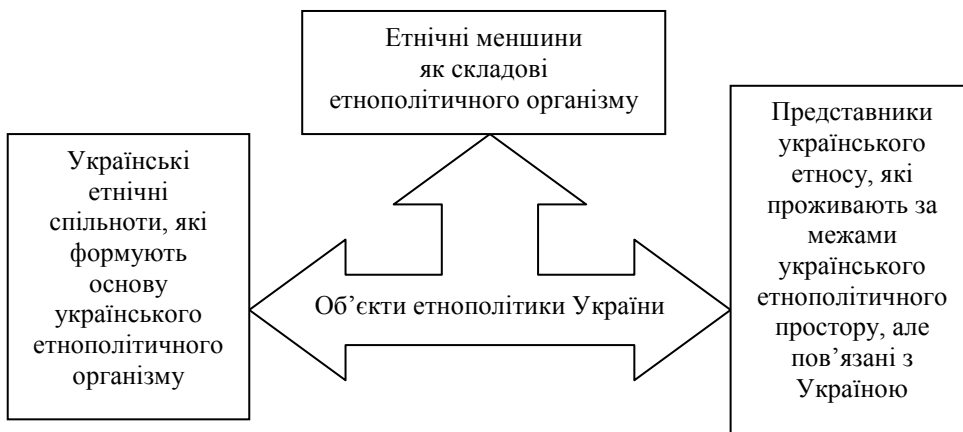 Етнічні меншини
як складові
етнополітичного організму
Українські
етнічні
спільноти, які
формують
основу
українського
етнополітичного
організму
Об’єкти етнополітики України
Представники
українського
етносу, які
проживають за
межами
українського
етнополітичного
простору, але
пов’язані з
Україною